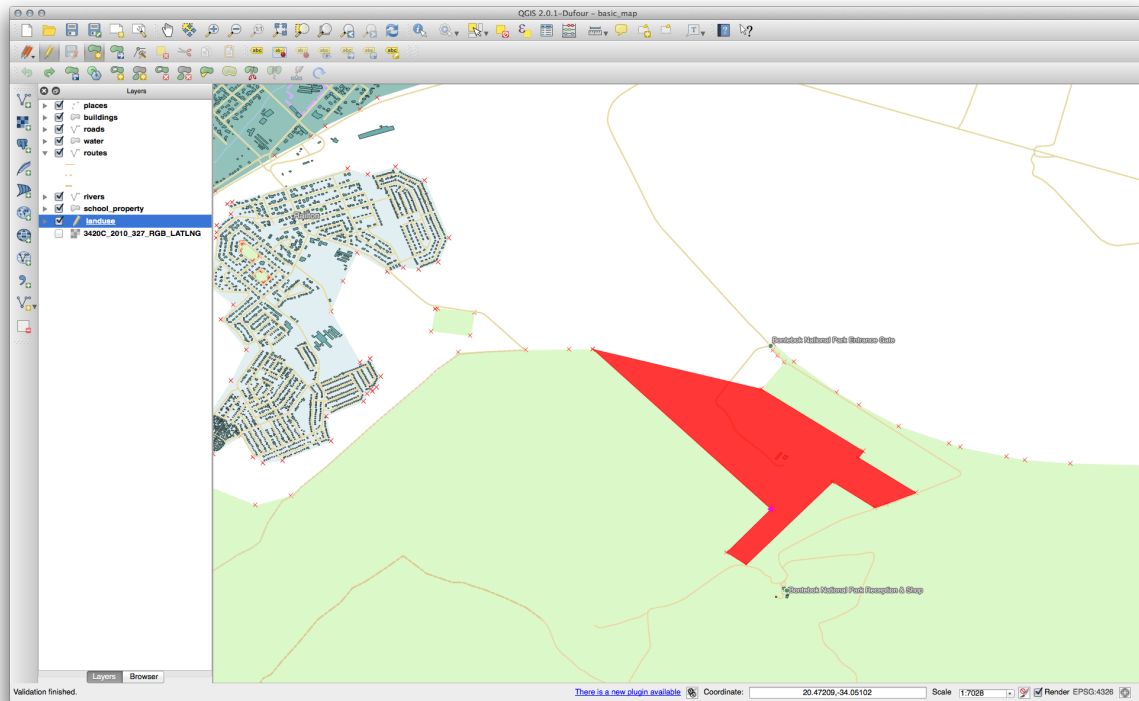 QGIS 2.0.1-Dufour - basic_map
Layers
places
buildings
roads
water
routes
rivers
school_property
landuse
3420C_2010_327_RGB_LATLNG
Railton
Bontebok National Park Entrance Gate
Bontebok National Park Reception & Shop
Layers
Browser
Validation finished.
There is a new plugin available
Coordinate:
20.47209,-34.05102
Scale
1:7028
Render
EPSG:4326